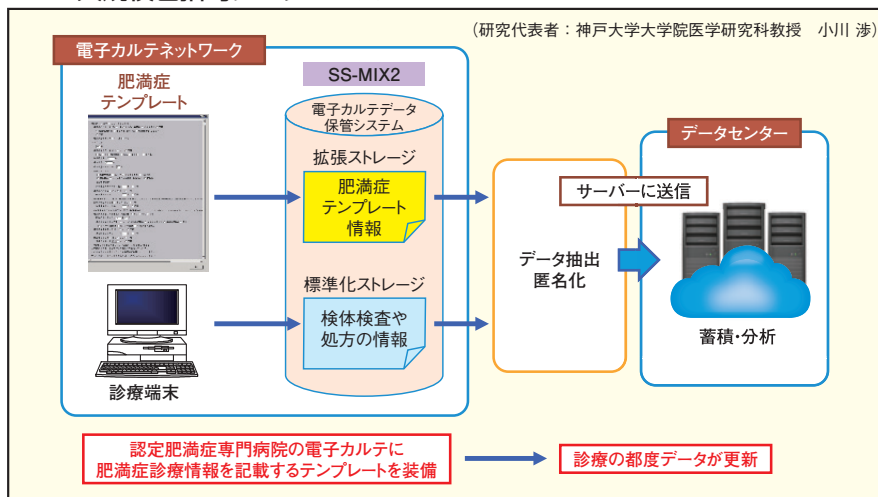 （研究代表者：神戸大学大学院医学研究科教授　小川 渉）
電子カルテネットワーク
肥満症
テンプレート
SS-MIX2
電子カルテデータ
保管システム
拡張ストレージ
肥満症
テンプレート
情報
標準化ストレージ
検体検査や
処方の情報
診療端末
データ抽出
匿名化
サーバーに送信
データセンター
蓄積・分析
認定肥満症専門病院の電子カルテに
肥満症診療情報を記載するテンプレートを装備
診療の都度データが更新